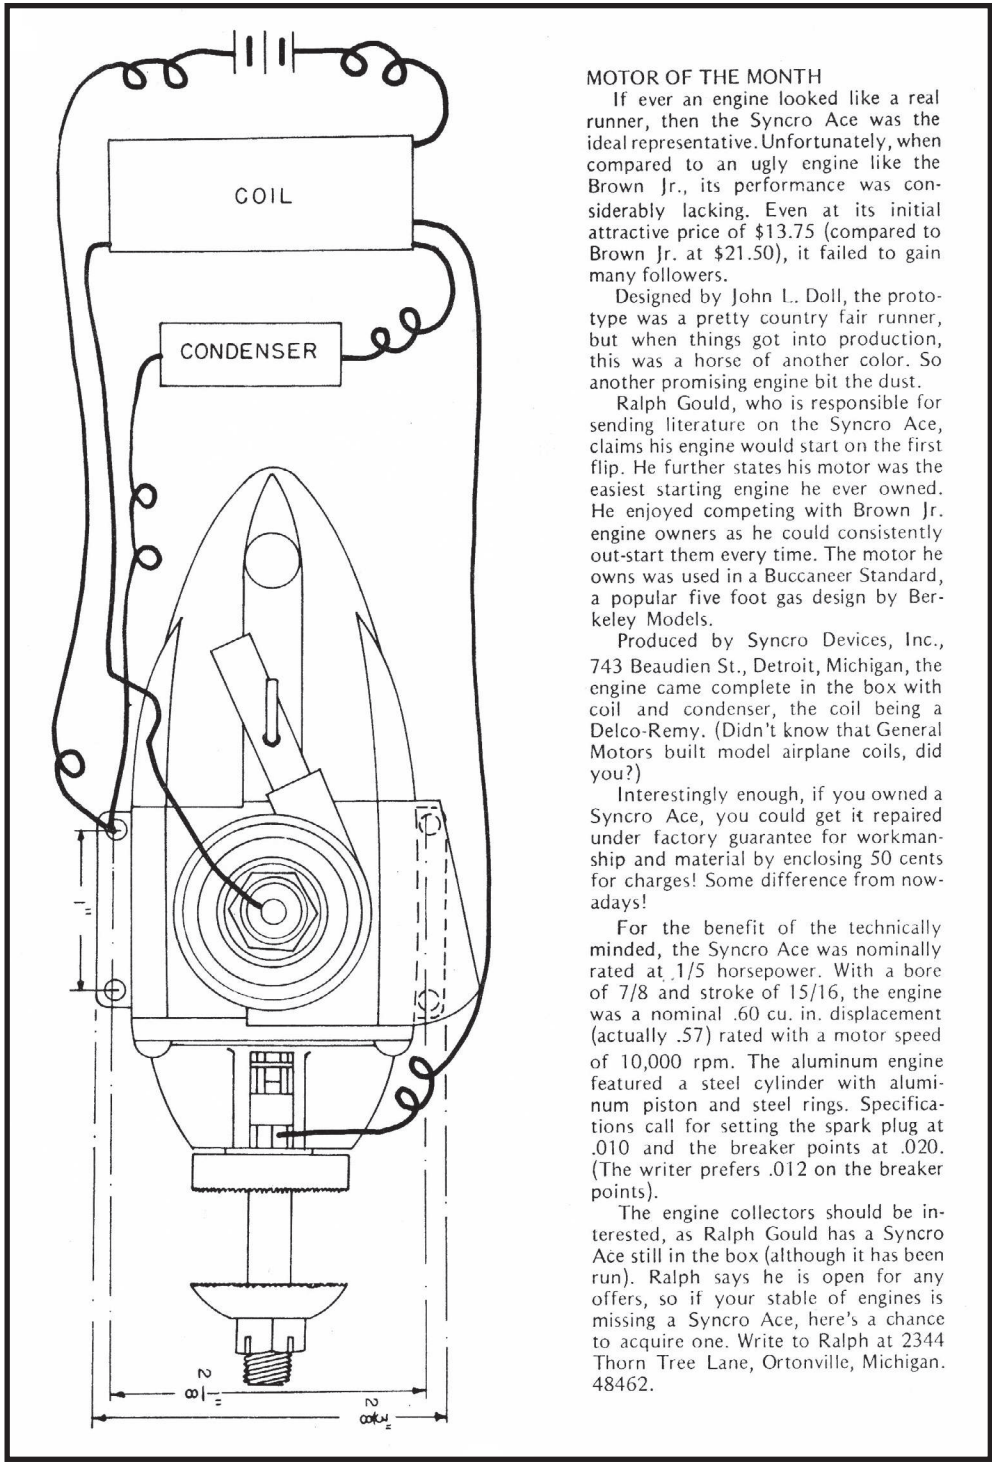 COIL
CONDENSER
1"
2 1/8"
2 3/8"
MOTOR OF THE MONTH
If ever an engine looked like a real
runner, then the Syncro Ace was the
ideal representative. Unfortunately, when
compared to an ugly engine like the
Brown Jr., its performance was con-
siderably lacking. Even at its initial
attractive price of $13.75 (compared to
Brown Jr. at $21.50), it failed to gain
many followers.
Designed by John L. Doll, the proto-
type was a pretty country fair runner,
but when things got into production,
this was a horse of another color. So
another promising engine bit the dust.
Ralph Gould, who is responsible for
sending literature on the Syncro Ace,
claims his engine would start on the first
flip. He further states his motor was the
easiest starting engine he ever owned.
He enjoyed competing with Brown Jr.
engine owners as he could consistently
out-start them every time. The motor he
owns was used in a Buccaneer Standard,
a popular five foot gas design by Ber-
keley Models.
Produced by Syncro Devices, Inc.,
743 Beaudien St., Detroit, Michigan, the
engine came complete in the box with
coil and condenser, the coil being a
Delco-Remy. (Didn't know that General
Motors built model airplane coils, did
you?)
Interestingly enough, if you owned a
Syncro Ace, you could get it repaired
under factory guarantee for workman-
ship and material by enclosing 50 cents
for charges! Some difference from now-
adays!
For the benefit of the technically
minded, the Syncro Ace was nominally
rated at 1/5 horsepower. With a bore
of 7/8 and stroke of 15/16, the engine
was a nominal .60 cu. in. displacement
(actually .57) rated with a motor speed
of 10,000 rpm. The aluminum engine
featured a steel cylinder with alumi-
num piston and steel rings. Specifica-
tions call for setting the spark plug at
.010 and the breaker points at .020.
(The writer prefers .012 on the breaker
points).
The engine collectors should be in-
terested, as Ralph Gould has a Syncro
Ace still in the box (although it has been
run). Ralph says he is open for any
offers, so if your stable of engines is
missing a Syncro Ace, here's a chance
to acquire one. Write to Ralph at 2344
Thorn Tree Lane, Ortonville, Michigan.
48462.